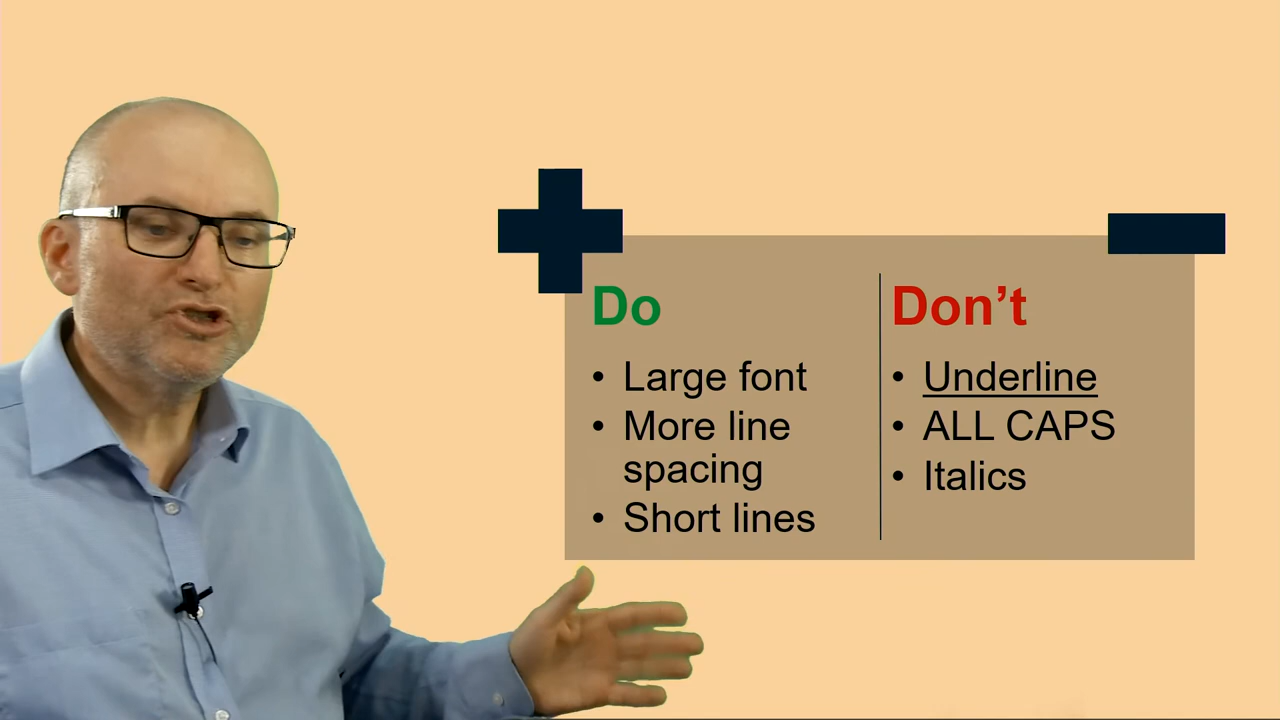 Do
• Large font
• More line
spacing
• Short lines
Don’t
• Underline
• ALL CAPS
• Italics